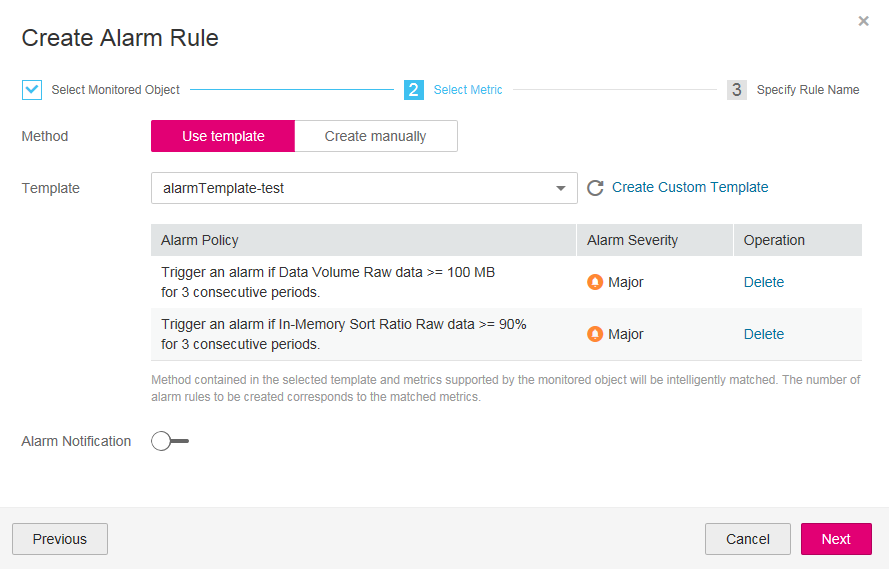 Create Alarm Rule
Select Monitored Object
2 Select Metric
3 Specify Rule Name
Method
Use template
Create manually
Template
alarmTemplate-test
Create Custom Template
Alarm Policy
Alarm Severity
Operation
Trigger an alarm if Data Volume Raw data >= 100 MB
for 3 consecutive periods.
Major
Delete
Trigger an alarm if In-Memory Sort Ratio Raw data >= 90%
for 3 consecutive periods.
Major
Delete
Method contained in the selected template and metrics supported by the monitored object will be intelligently matched. The number of
alarm rules to be created corresponds to the matched metrics.
Alarm Notification
Previous
Cancel
Next